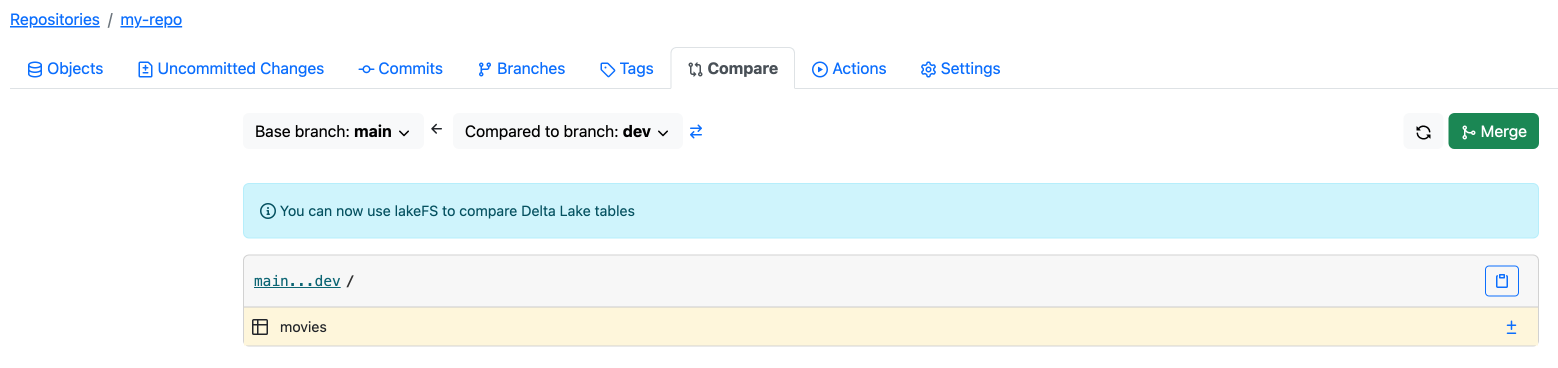 Repositories / my-repo
Objects Uncommitted Changes Commits Branches Tags Compare Actions Settings
Base branch: main ← Compared to branch: dev Merge
You can now use lakeFS to compare Delta Lake tables
main...dev /
movies ±